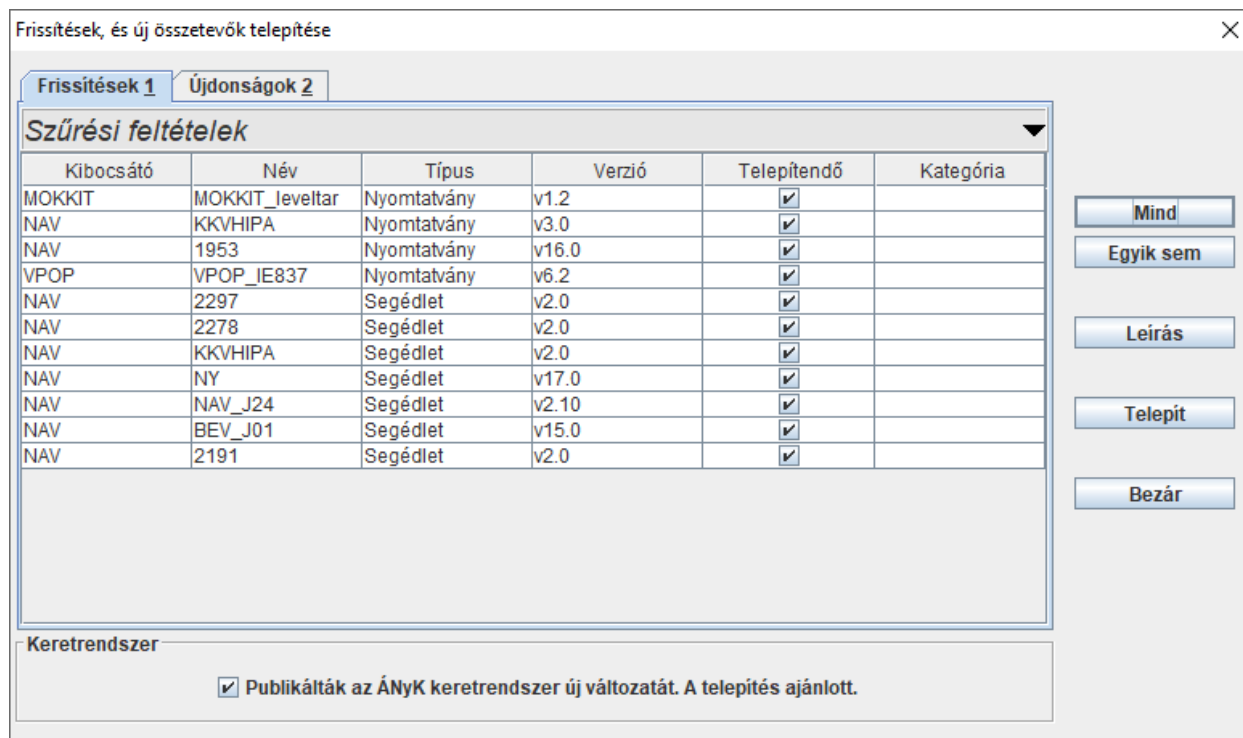 Frissítések, és új összetevők telepítése
Frissítések 1 Újdonságok 2
Szűrési feltételek
Kibocsátó Név Típus Verzió Telepítendő Kategória
MOKKIT MOKKIT_leveltar Nyomtatvány v1.2
NAV KKVHIPA Nyomtatvány v3.0
NAV 1953 Nyomtatvány v16.0
VPOP VPOP_IE837 Nyomtatvány v6.2
NAV 2297 Segédlet v2.0
NAV 2278 Segédlet v2.0
NAV KKVHIPA Segédlet v2.0
NAV NY Segédlet v17.0
NAV NAV_J24 Segédlet v2.10
NAV BEV_J01 Segédlet v15.0
NAV 2191 Segédlet v2.0
Mind
Egyik sem
Leírás
Telepít
Bezár
Keretrendszer
Publikálták az ÁNyK keretrendszer új változatát. A telepítés ajánlott.